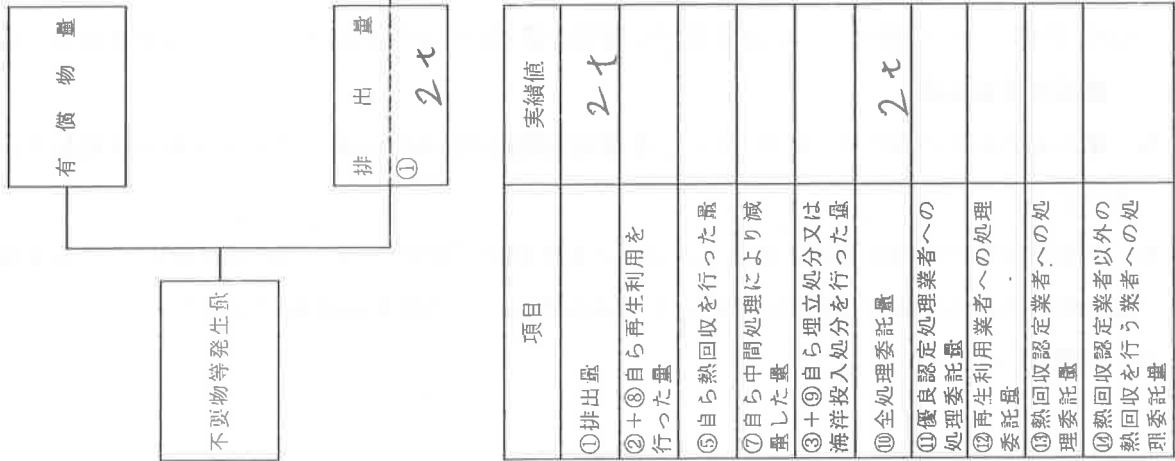 不要物等発生量
有償物量
排出量
①
2t
項目
実績値
①排出量
2t
②+⑧自ら再生利用を
行った量
⑤自ら熱回収を行った量
⑦自ら中間処理により減
量した量
③+⑨自ら埋立処分又は
海洋投入処分を行った量
⑩全処理委託量
2t
⑪優良認定処理業者への
処理委託量
⑫再生利用業者への処理
委託量
⑬熱回収認定業者への処
理委託量
⑭熱回収認定業者以外の
熱回収を行う業者への処
理委託量